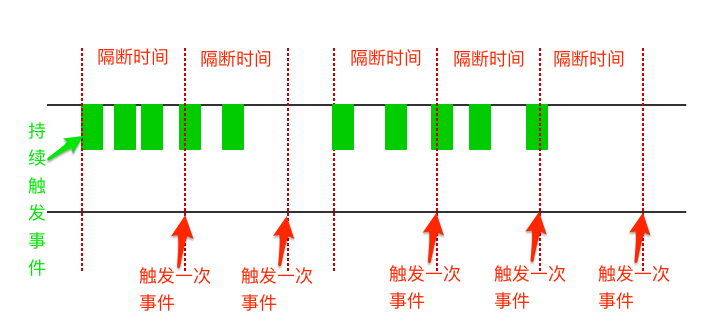 隔断时间
隔断时间
隔断时间
隔断时间
隔断时间
持
续
触
发
事
件
触发一次
事件
触发一次
事件
触发一次
事件
触发一次
事件
触发一次
事件